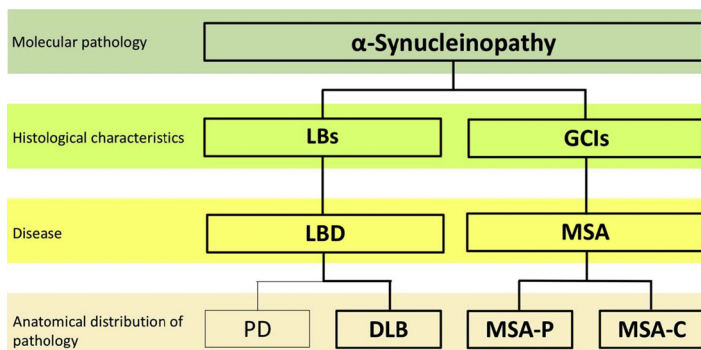 Molecular pathology
α-Synucleinopathy
Histological characteristics
LBs
GCIs
Disease
LBD
MSA
Anatomical distribution of
pathology
PD
DLB
MSA-P
MSA-C